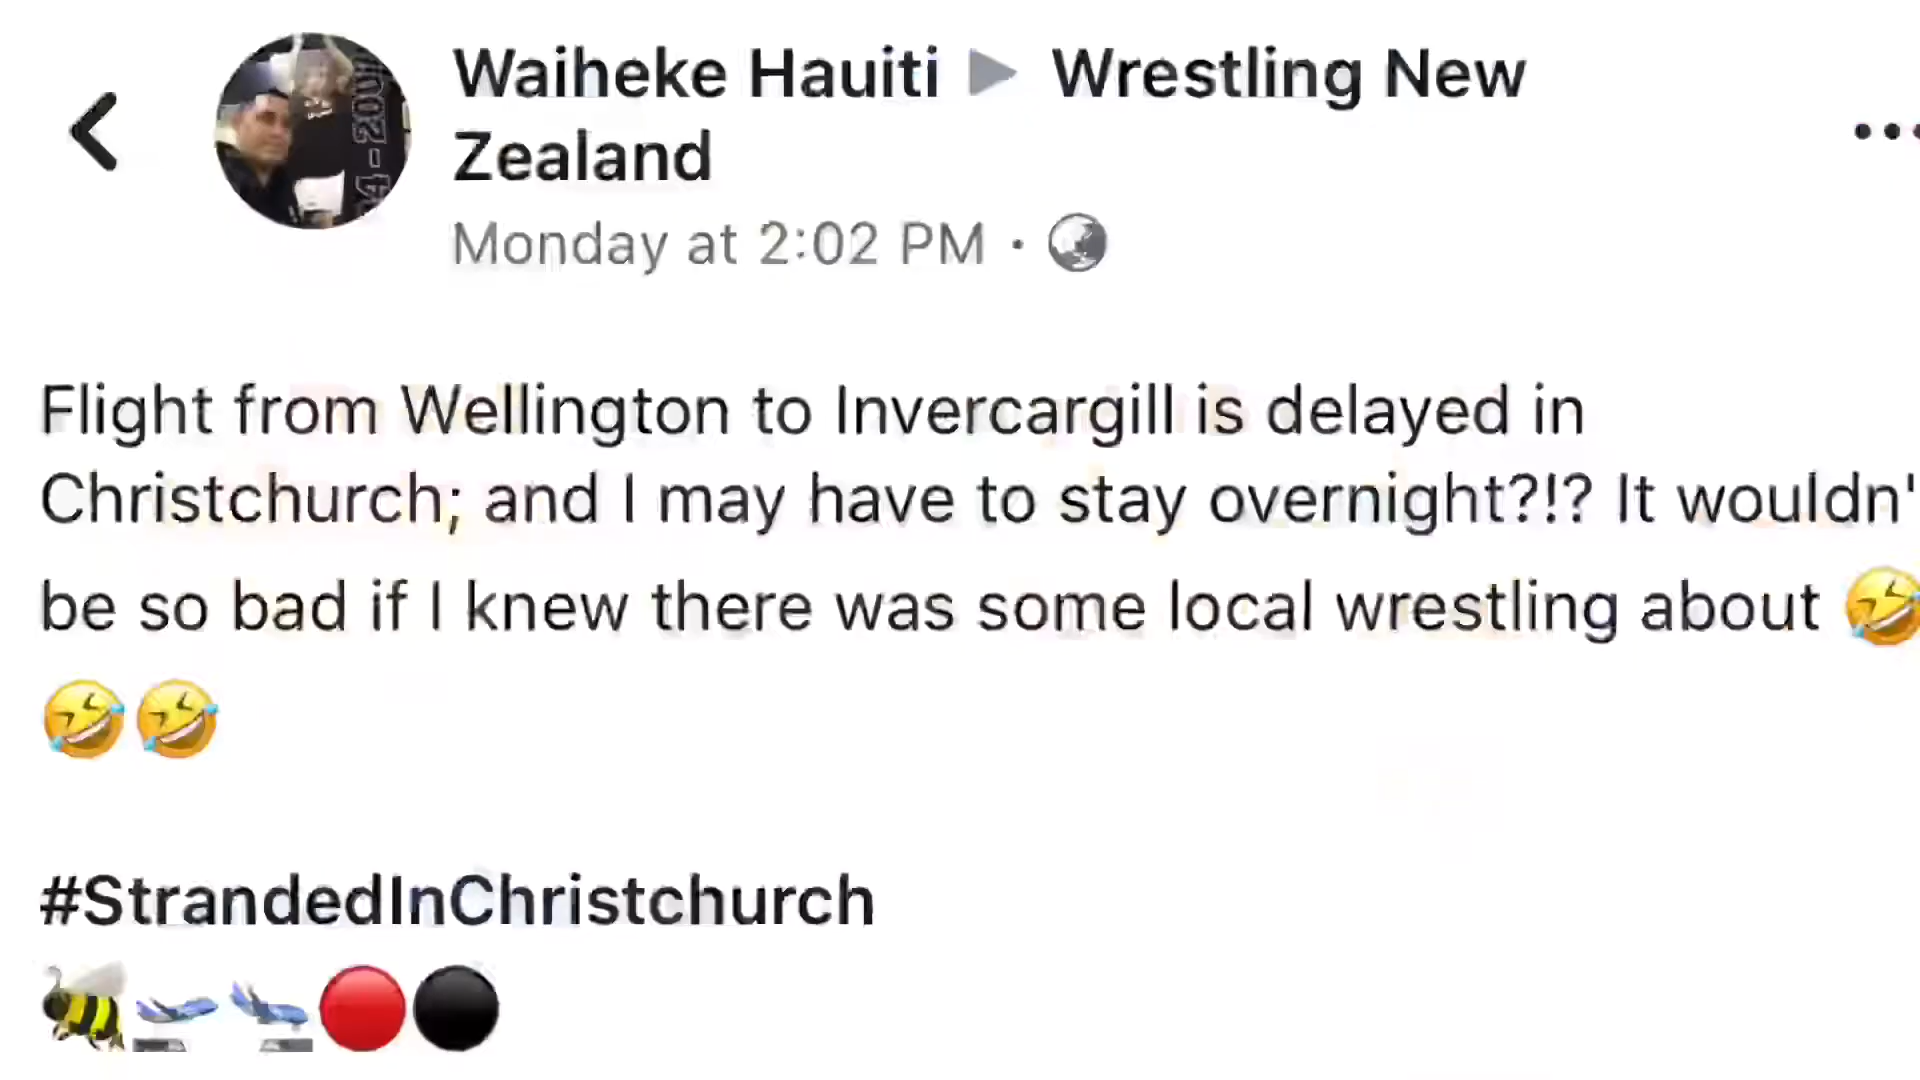 Waiheke Hauiti ▶ Wrestling New
Zealand
Monday at 2:02 PM ·
Flight from Wellington to Invercargill is delayed in
Christchurch; and I may have to stay overnight?!? It wouldn'
be so bad if I knew there was some local wrestling about 🤣
🤣🤣
#StrandedInChristchurch
🐝🛫🛬🔴⚫